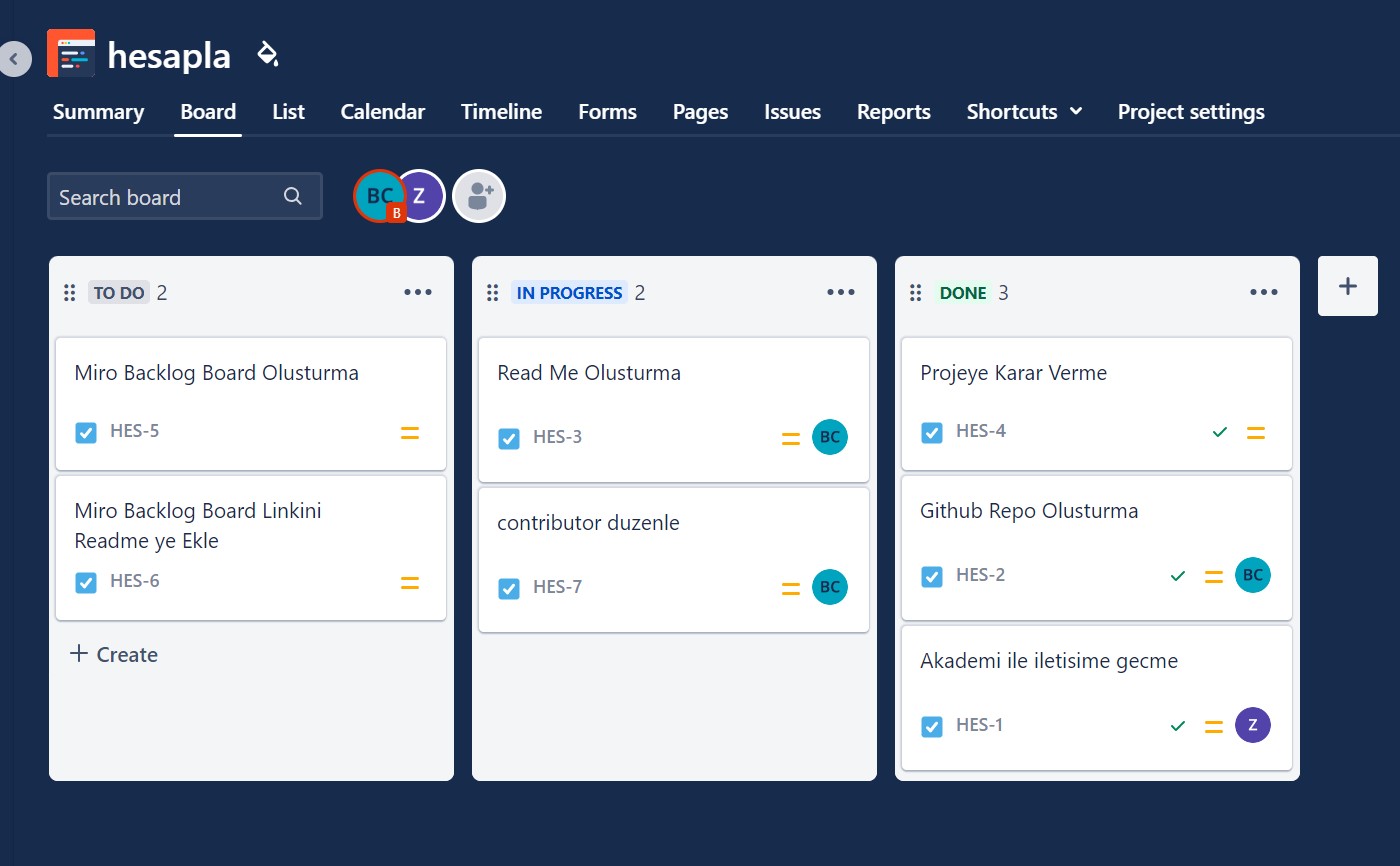 hesapla
Summary Board List Calendar Timeline Forms Pages Issues Reports Shortcuts Project settings
Search board
BC B Z
TO DO 2
Miro Backlog Board Olusturma
HES-5
Miro Backlog Board Linkini
Readme ye Ekle
HES-6
+ Create
IN PROGRESS 2
Read Me Olusturma
HES-3 BC
contributor duzenle
HES-7 BC
DONE 3
Projeye Karar Verme
HES-4
Github Repo Olusturma
HES-2 BC
Akademi ile iletisime gecme
HES-1 Z
+